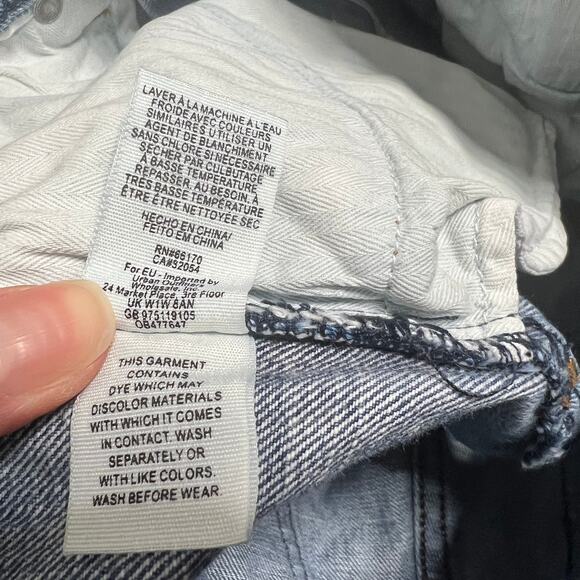 LAVER À LA MACHINE À L'EAU
FROIDE AVEC COULEURS
SIMILAIRES UTILISER UN
AGENT DE BLANCHIMENT
SANS CHLORE SI NÉCESSAIRE
SÉCHER PAR CULBUTAGE
À BASSE TEMPÉRATURE
REPASSER, AU BESOIN, À
TRÈS BASSE TEMPÉRATURE
ÊTRE ÊTRE NETTOYÉE SEC
HECHO EN CHINA/
FEITO EM CHINA
RN#66170
CA#32054
For EU - Imported by
Urban Outfitters
Wholesale, Inc.
24 Market Place, 3re Floor
UK W1W 8AN
GB 975119105
OB477647
THIS GARMENT
CONTAINS
DYE WHICH MAY
DISCOLOR MATERIALS
WITH WHICH IT COMES
IN CONTACT. WASH
SEPARATELY OR
WITH LIKE COLORS.
WASH BEFORE WEAR.